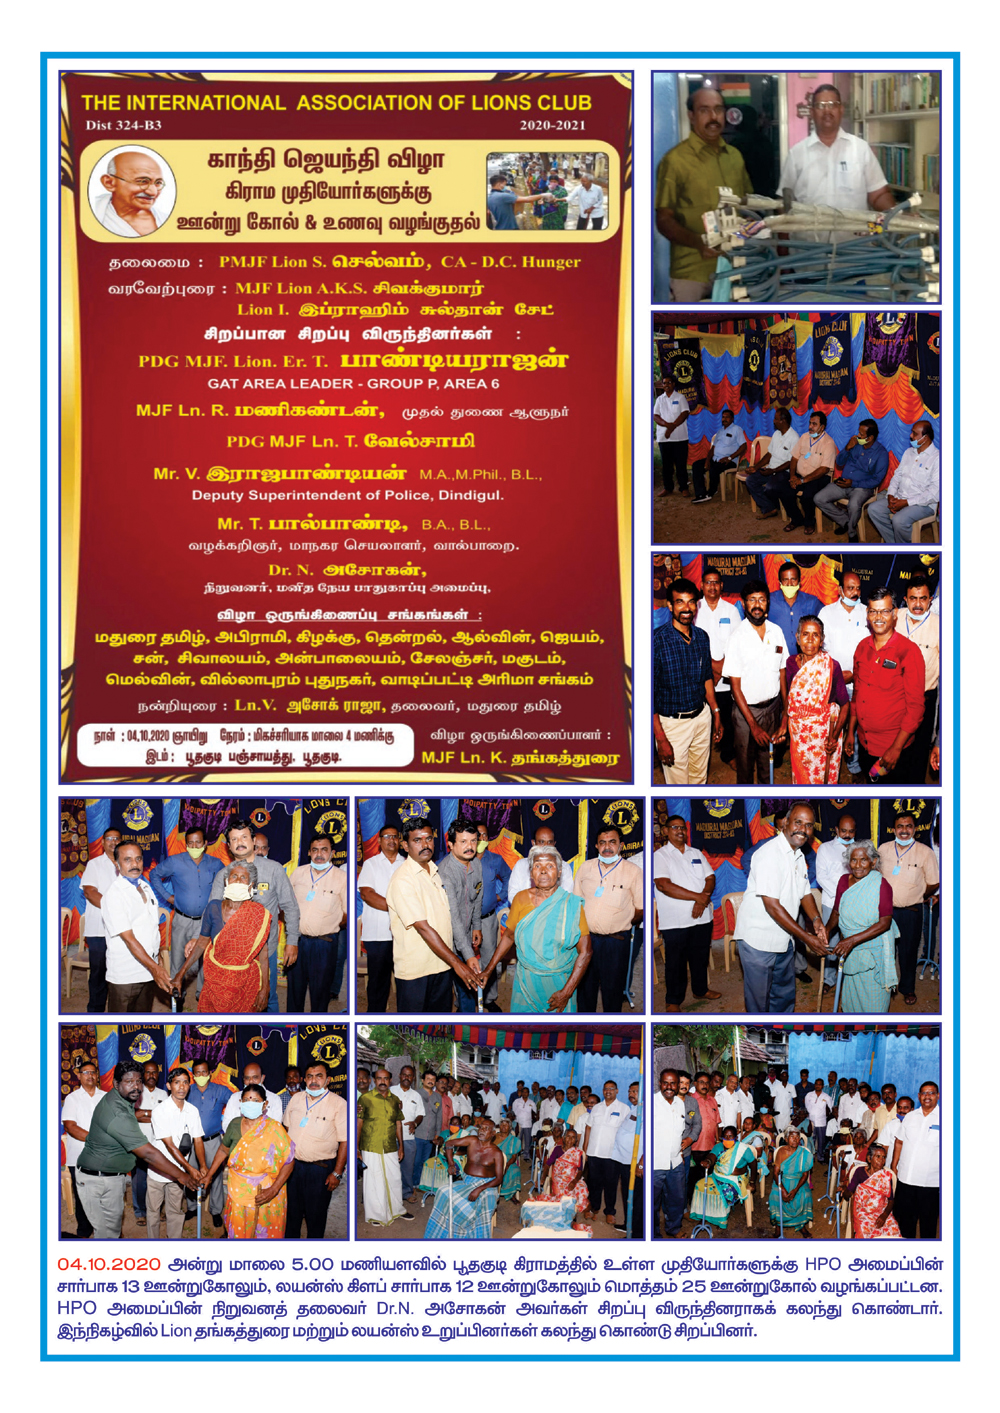 THE INTERNATIONAL ASSOCIATION OF LIONS CLUB
Dist 324-B3 2020-2021
காந்தி ஜெயந்தி விழா
கிராம முதியோர்களுக்கு
ஊன்று கோல் & உணவு வழங்குதல்
தலைமை : PMJF Lion S. செல்வம், CA - D.C. Hunger
வரவேற்புரை : MJF Lion A.K.S. சிவக்குமார்
Lion I. இப்ராஹிம் சுல்தான் சேட்
சிறப்பான சிறப்பு விருந்தினர்கள் :
PDG MJF. Lion. Er. T. பாண்டியராஜன்
GAT AREA LEADER - GROUP P, AREA 6
MJF Ln. R. மணிகண்டன், முதல் துணை ஆளுநர்
PDG MJF Ln. T. வேல்சாமி
Mr. V. இராஜபாண்டியன் M.A.,M.Phil., B.L.,
Deputy Superintendent of Police, Dindigul.
Mr. T. பால்பாண்டி, B.A., B.L.,
வழக்கறிஞர், மாநகர செயலாளர், வால்பாறை.
Dr. N. அசோகன்,
நிறுவனர், மனித நேய பாதுகாப்பு அமைப்பு,
விழா ஒருங்கிணைப்பு சங்கங்கள் :
மதுரை தமிழ், அபிராமி, கிழக்கு, தென்றல், ஆல்வின், ஜெயம்,
சன், சிவாலயம், அன்பாலையம், சேலஞ்சர், மகுடம்,
மெல்வின், வில்லாபுரம் புதுநகர், வாடிப்பட்டி அரிமா சங்கம்
நன்றியுரை : Ln.V. அசோக் ராஜா, தலைவர், மதுரை தமிழ்
நாள் : 04.10.2020 ஞாயிறு நேரம் : மிகச்சரியாக மாலை 4 மணிக்கு
இடம் : பூதகுடி பஞ்சாயத்து, பூதகுடி.
விழா ஒருங்கிணைப்பாளர் :
MJF Ln. K. தங்கத்துரை
04.10.2020 அன்று மாலை 5.00 மணியளவில் பூதகுடி கிராமத்தில் உள்ள முதியோர்களுக்கு HPO அமைப்பின்
சார்பாக 13 ஊன்றுகோலும், லயன்ஸ் கிளப் சார்பாக 12 ஊன்றுகோலும் மொத்தம் 25 ஊன்றுகோல் வழங்கப்பட்டன.
HPO அமைப்பின் நிறுவனத் தலைவர் Dr.N. அசோகன் அவர்கள் சிறப்பு விருந்தினராகக் கலந்து கொண்டார்.
இந்நிகழ்வில் Lion தங்கத்துரை மற்றும் லயன்ஸ் உறுப்பினர்கள் கலந்து கொண்டு சிறப்பினர்.